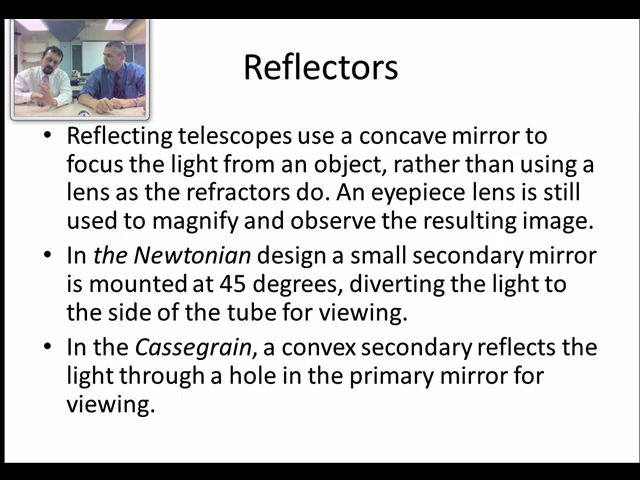 Reflectors
• Reflecting telescopes use a concave mirror to
focus the light from an object, rather than using a
lens as the refractors do. An eyepiece lens is still
used to magnify and observe the resulting image.
• In the Newtonian design a small secondary mirror
is mounted at 45 degrees, diverting the light to
the side of the tube for viewing.
• In the Cassegrain, a convex secondary reflects the
light through a hole in the primary mirror for
viewing.